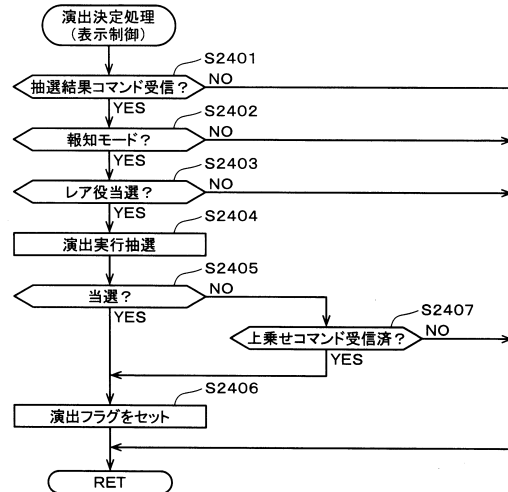 演出決定処理
(表示制御)
S2401
抽選結果コマンド受信?
NO
YES
S2402
報知モード?
NO
YES
S2403
レア役当選?
NO
YES
S2404
演出実行抽選
S2405
当選?
NO
YES
S2407
上乗せコマンド受信済?
NO
YES
S2406
演出フラグをセット
RET